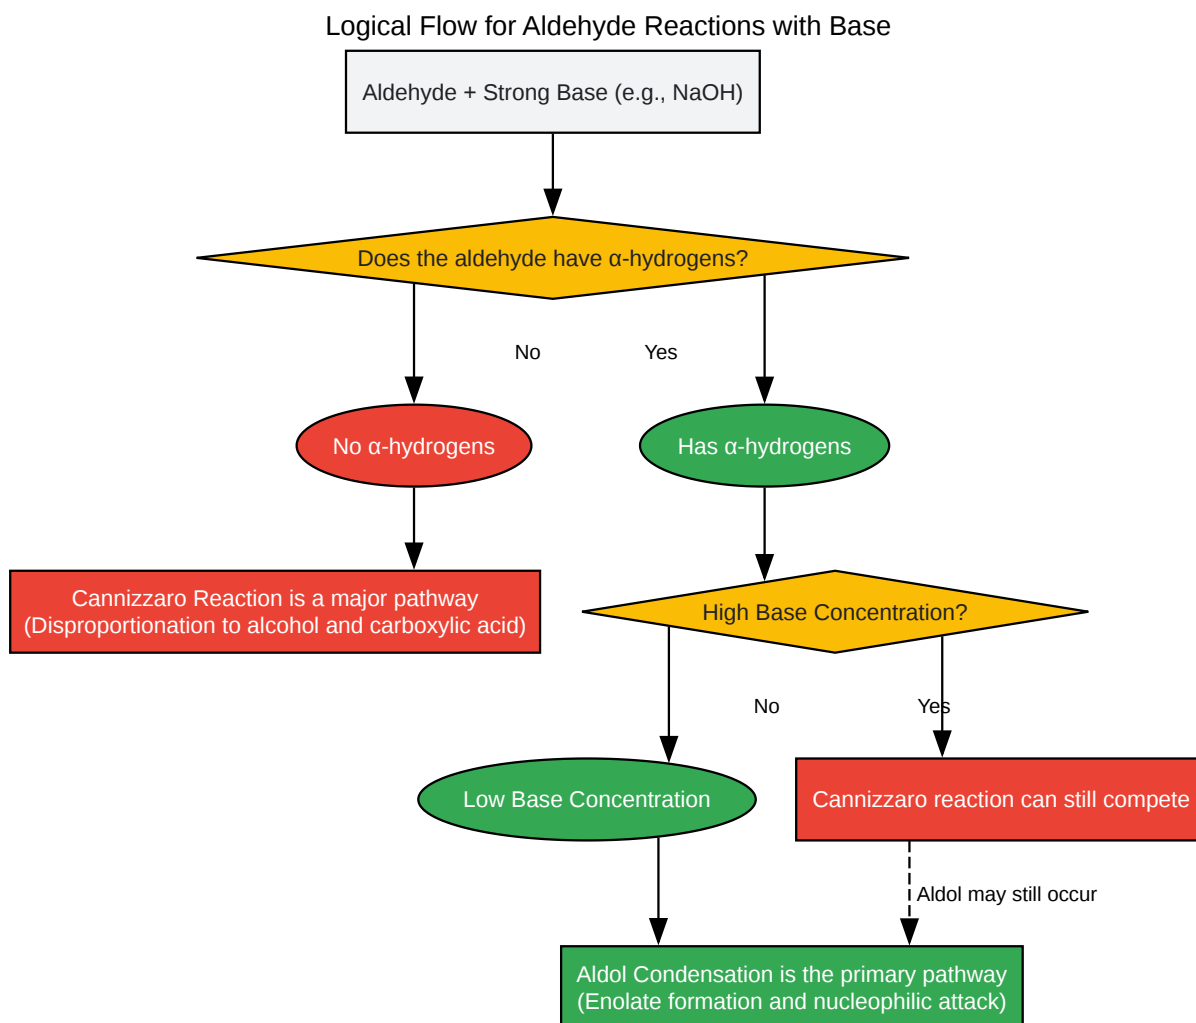 Logical Flow for Aldehyde Reactions with Base
Aldehyde + Strong Base (e.g., NaOH)
Does the aldehyde have α-hydrogens?
No
Yes
No α-hydrogens
Has α-hydrogens
Cannizzaro Reaction is a major pathway
(Disproportionation to alcohol and carboxylic acid)
High Base Concentration?
No
Yes
Low Base Concentration
Cannizzaro reaction can still compete
Aldol may still occur
Aldol Condensation is the primary pathway
(Enolate formation and nucleophilic attack)